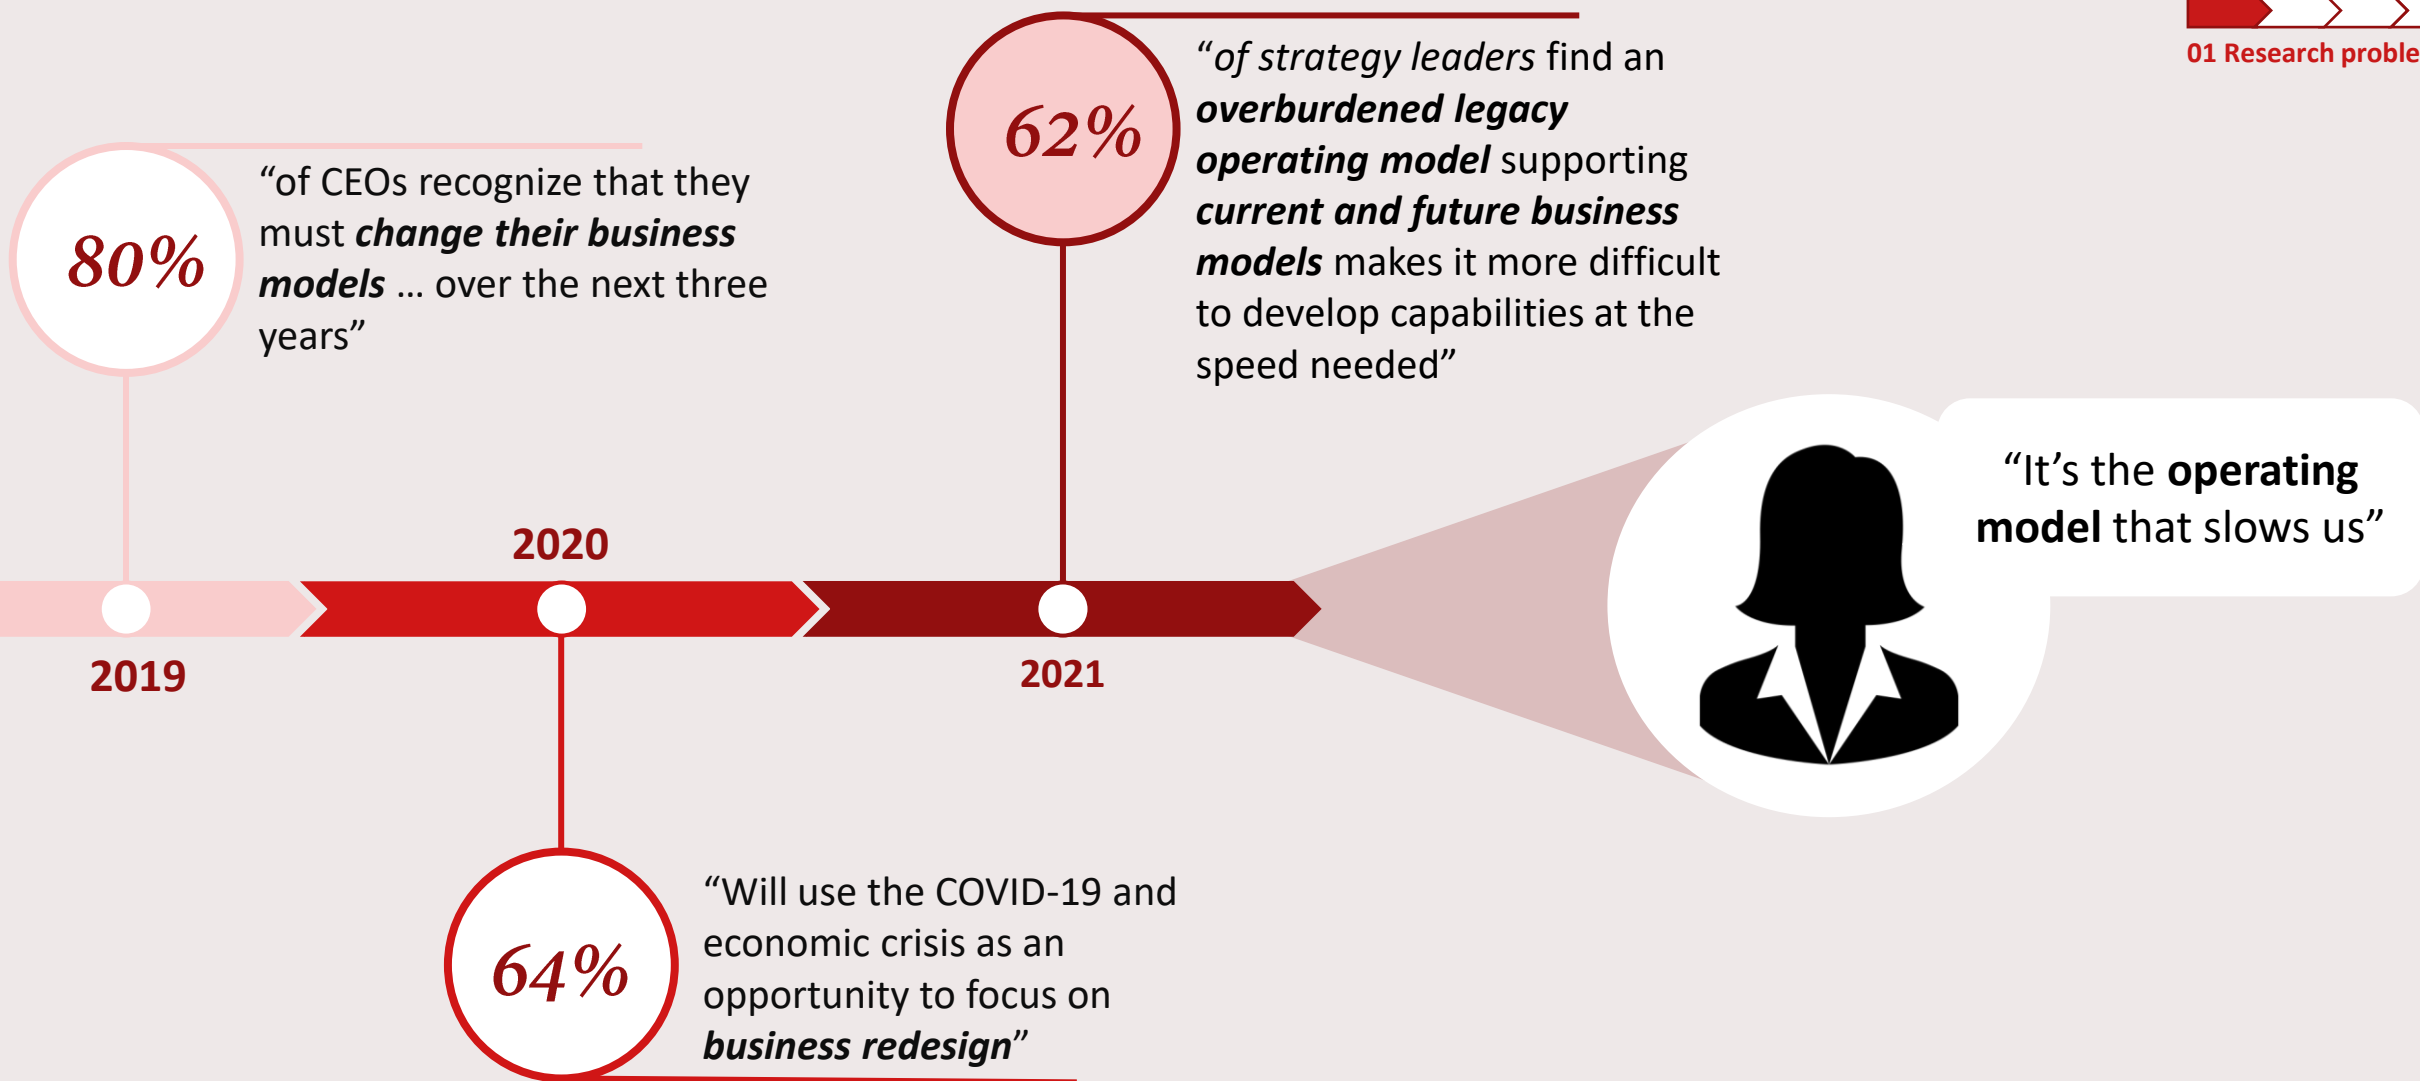 01 Research proble
80%
“of CEOs recognize that they
must change their business
models … over the next three
years”
62%
“of strategy leaders find an
overburdened legacy
operating model supporting
current and future business
models makes it more difficult
to develop capabilities at the
speed needed”
“It’s the operating
model that slows us”
2019
2020
2021
64%
“Will use the COVID-19 and
economic crisis as an
opportunity to focus on
business redesign”